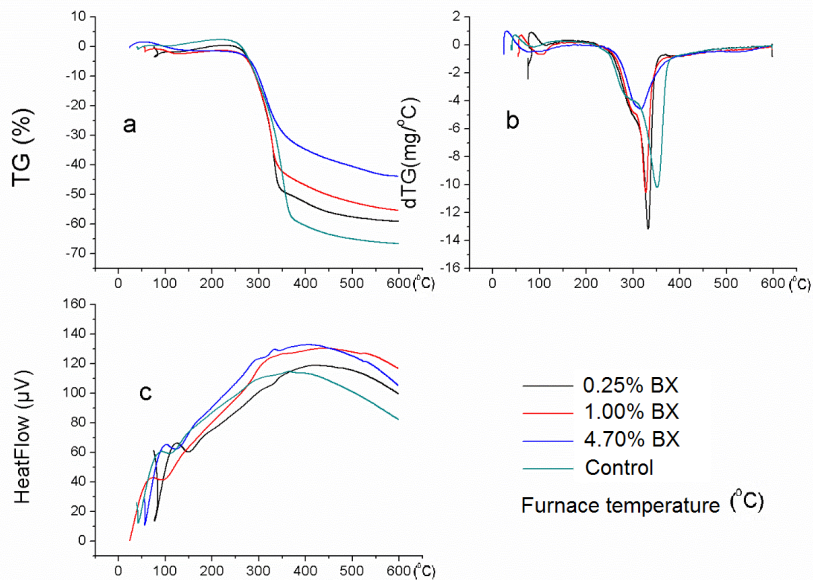 10
0
-10
-20
-30
-40
-50
-60
-70
TG (%)
a
0 100 200 300 400 500 600 (°C)
2
0
-2
-4
-6
-8
-10
-12
-14
-16
dTG(mg/°C)
b
0 100 200 300 400 500 600 (°C)
160
140
120
100
80
60
40
20
0
HeatFlow (µV)
c
0 100 200 300 400 500 600 (°C)
0.25% BX
1.00% BX
4.70% BX
Control
Furnace temperature (°C)